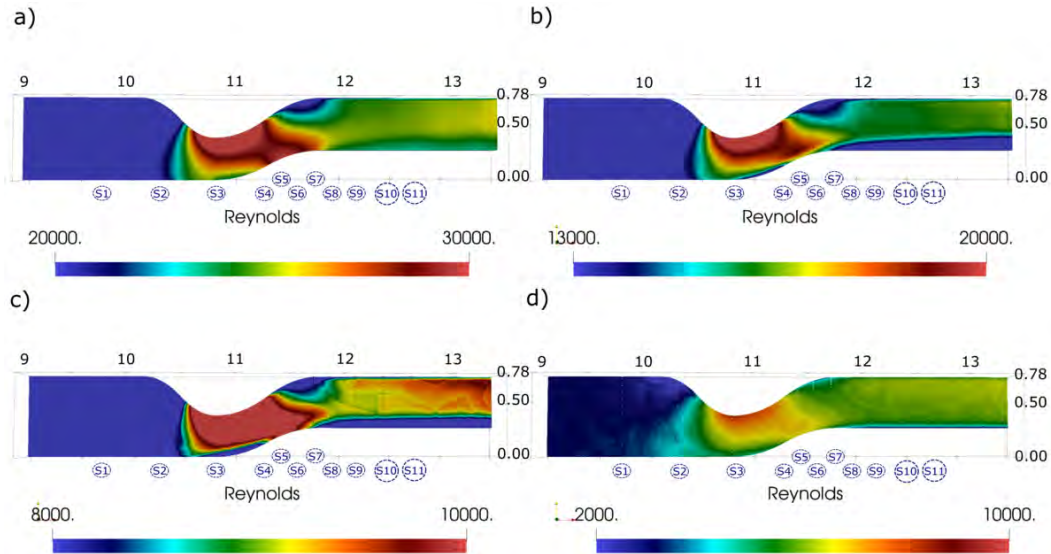 a)
9 10 11 12 13
0.78
0.50
0.00
S1 S2 S3 S4 S5 S6 S7 S8 S9 S10 S11
Reynolds
20000. 30000.
b)
9 10 11 12 13
0.78
0.50
0.00
S1 S2 S3 S4 S5 S6 S7 S8 S9 S10 S11
Reynolds
13000. 20000.
c)
9 10 11 12 13
0.78
0.50
0.00
S1 S2 S3 S4 S5 S6 S7 S8 S9 S10 S11
Reynolds
8000. 10000.
d)
9 10 11 12 13
0.78
0.50
0.00
S1 S2 S3 S4 S5 S6 S7 S8 S9 S10 S11
Reynolds
2000. 10000.